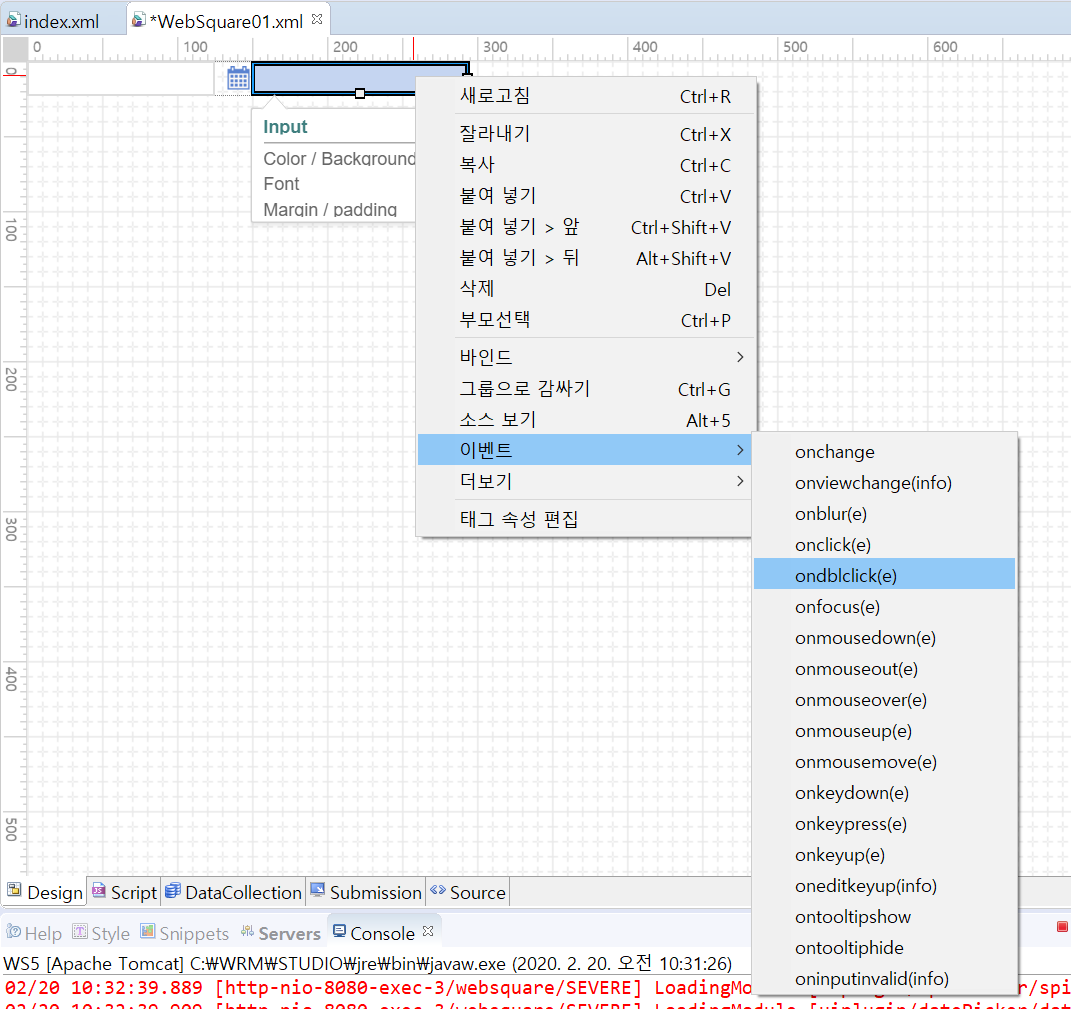 index.xml
*WebSquare01.xml
0 100 200 300 400 500 600
0
100
200
300
400
500
Input
Color / Background
Font
Margin / padding
새로고침 Ctrl+R
잘라내기 Ctrl+X
복사 Ctrl+C
붙여 넣기 Ctrl+V
붙여 넣기 > 앞 Ctrl+Shift+V
붙여 넣기 > 뒤 Alt+Shift+V
삭제 Del
부모선택 Ctrl+P
바인드
그룹으로 감싸기 Ctrl+G
소스 보기 Alt+5
이벤트
더보기
태그 속성 편집
onchange
onviewchange(info)
onblur(e)
onclick(e)
ondblclick(e)
onfocus(e)
onmousedown(e)
onmouseout(e)
onmouseover(e)
onmouseup(e)
onmousemove(e)
onkeydown(e)
onkeypress(e)
onkeyup(e)
oneditkeyup(info)
ontooltipshow
ontooltiphide
oninputinvalid(info)
Design Script DataCollection Submission Source
Help Style Snippets Servers Console
WS5 [Apache Tomcat] C:₩WRM₩STUDIO₩jre₩bin₩javaw.exe (2020. 2. 20. 오전 10:31:26)
02/20 10:32:39.889 [http-nio-8080-exec-3/websquare/SEVERE] LoadingMo r/spi